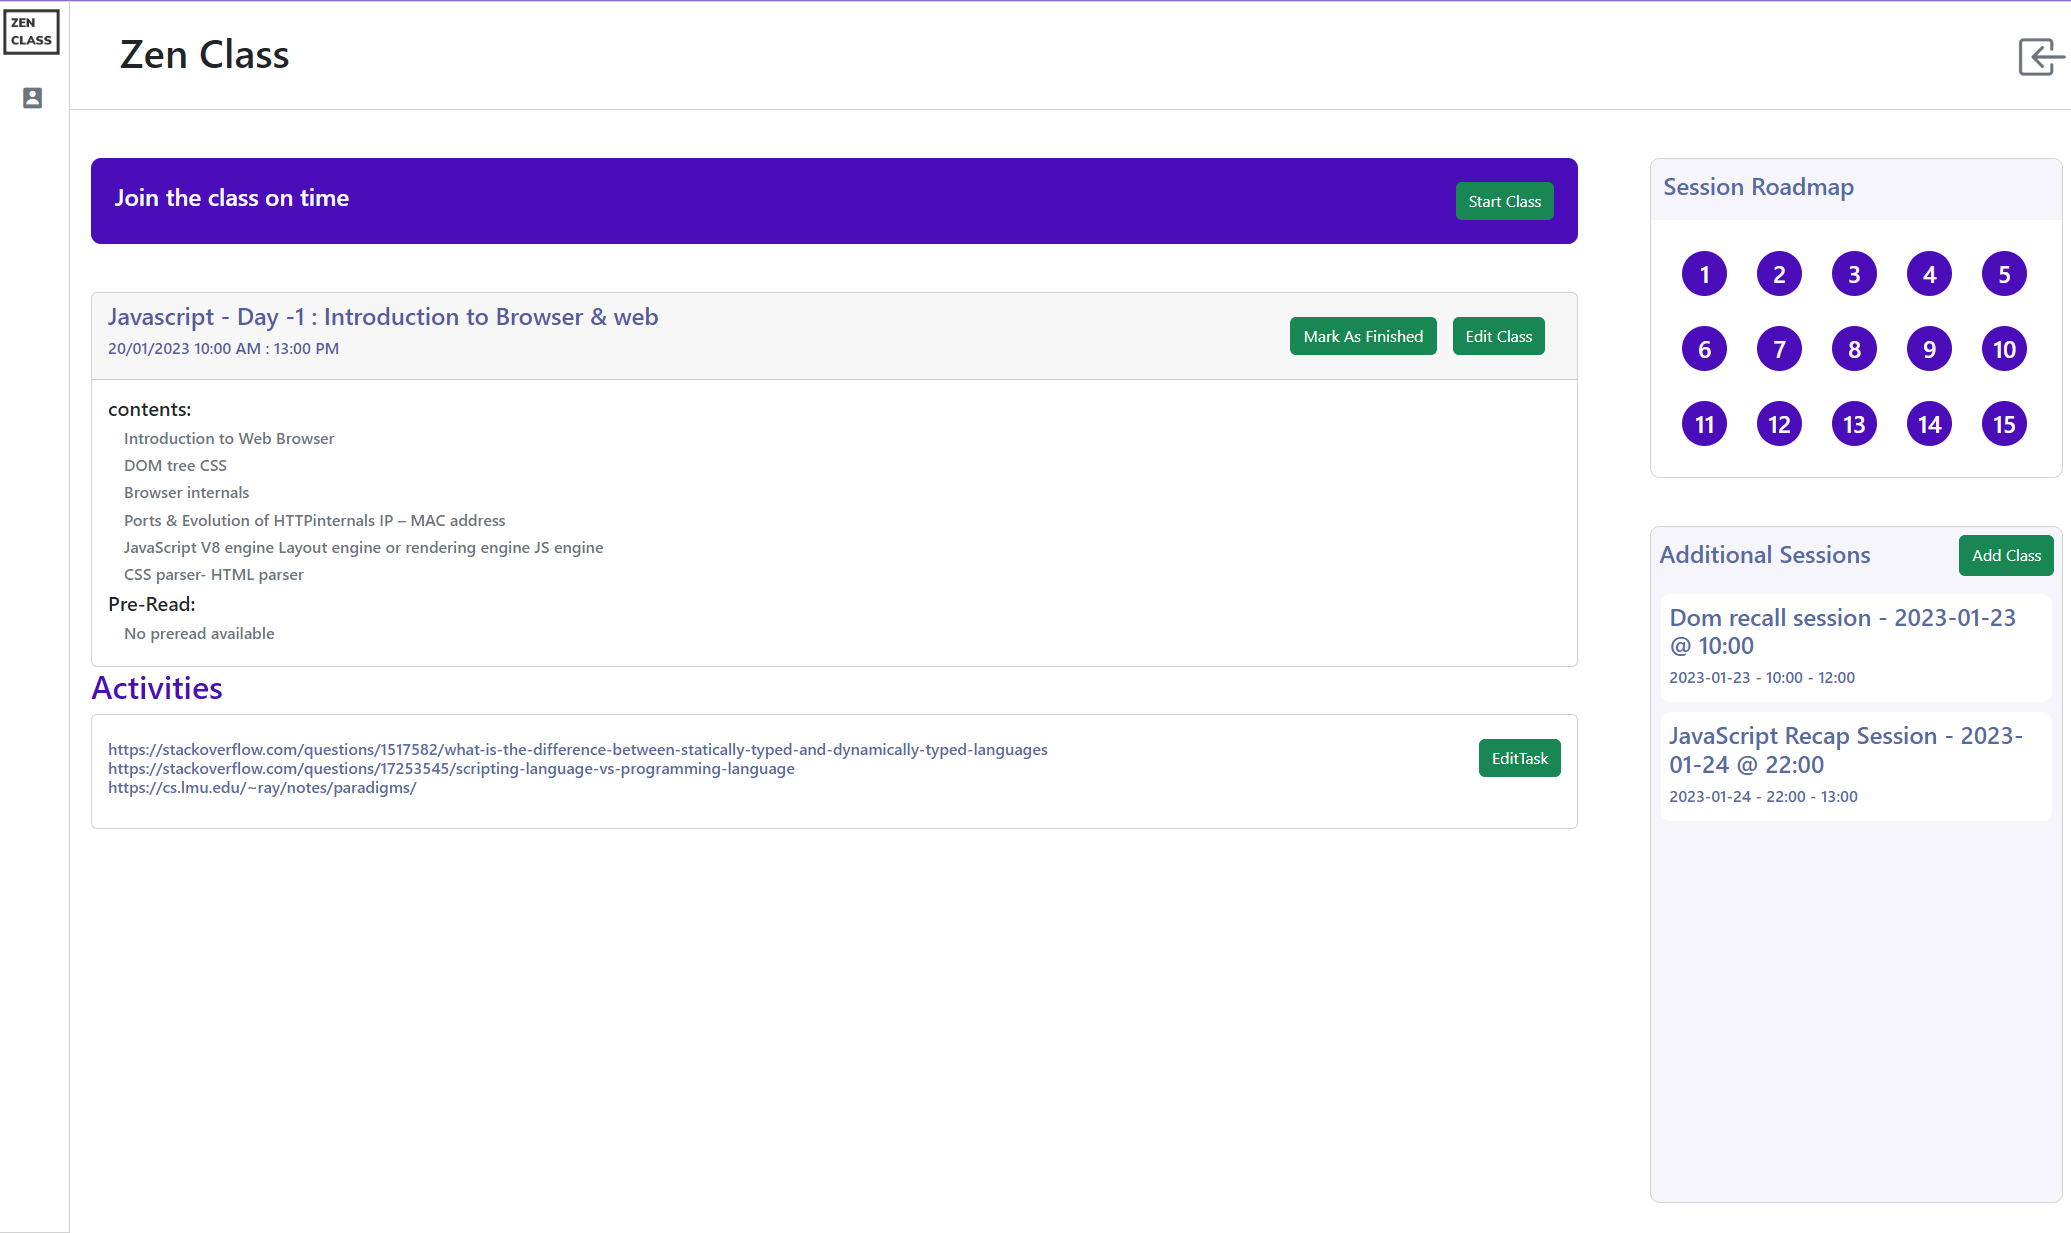 ZEN
CLASS
Zen Class
Join the class on time
Start Class
Javascript - Day -1 : Introduction to Browser & web
20/01/2023 10:00 AM : 13:00 PM
Mark As Finished
Edit Class
contents:
Introduction to Web Browser
DOM tree CSS
Browser internals
Ports & Evolution of HTTPinternals IP – MAC address
JavaScript V8 engine Layout engine or rendering engine JS engine
CSS parser- HTML parser
Pre-Read:
No preread available
Activities
https://stackoverflow.com/questions/1517582/what-is-the-difference-between-statically-typed-and-dynamically-typed-languages
https://stackoverflow.com/questions/17253545/scripting-language-vs-programming-language
https://cs.lmu.edu/~ray/notes/paradigms/
EditTask
Session Roadmap
1 2 3 4 5
6 7 8 9 10
11 12 13 14 15
Additional Sessions
Add Class
Dom recall session - 2023-01-23
@ 10:00
2023-01-23 - 10:00 - 12:00
JavaScript Recap Session - 2023-
01-24 @ 22:00
2023-01-24 - 22:00 - 13:00